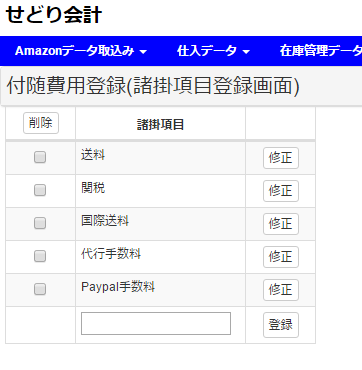 せどり会計
Amazonデータ取込み 仕入データ 在庫管理データ
付随費用登録(諸掛項目登録画面)
削除 諸掛項目
送料 修正
関税 修正
国際送料 修正
代行手数料 修正
Paypal手数料 修正
登録